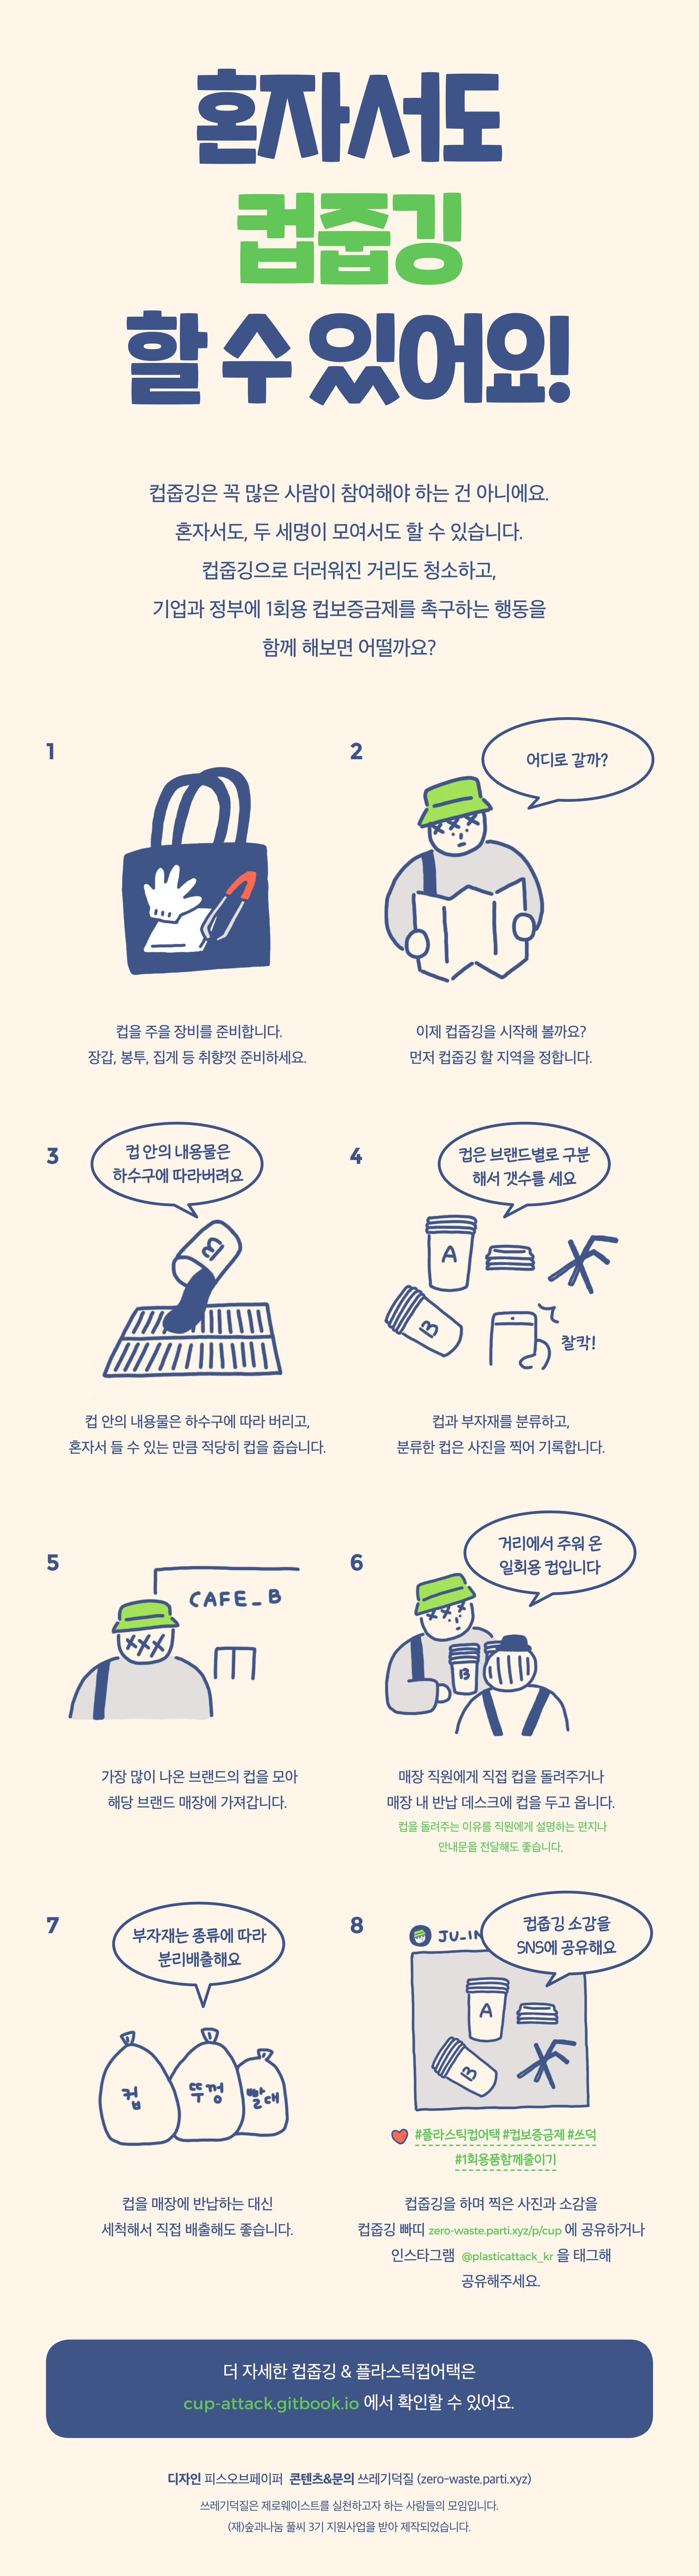 혼자서도
컵줍깅
할 수 있어요!
컵줍깅은 꼭 많은 사람이 참여해야 하는 건 아니에요.
혼자서도, 두 세명이 모여서도 할 수 있습니다.
컵줍깅으로 더러워진 거리도 청소하고,
기업과 정부에 1회용 컵보증금제를 촉구하는 행동을
함께 해보면 어떨까요?
1
컵을 주울 장비를 준비합니다.
장갑, 봉투, 집게 등 취향껏 준비하세요.
2
어디로 갈까?
이제 컵줍깅을 시작해 볼까요?
먼저 컵줍깅 할 지역을 정합니다.
3
컵 안의 내용물은
하수구에 따라버려요
B
컵 안의 내용물은 하수구에 따라 버리고,
혼자서 들 수 있는 만큼 적당히 컵을 줍습니다.
4
컵은 브랜드별로 구분
해서 갯수를 세요
A
B
찰칵!
컵과 부자재를 분류하고,
분류한 컵은 사진을 찍어 기록합니다.
5
CAFE_B
가장 많이 나온 브랜드의 컵을 모아
해당 브랜드 매장에 가져갑니다.
6
거리에서 주워 온
일회용 컵입니다
B
매장 직원에게 직접 컵을 돌려주거나
매장 내 반납 데스크에 컵을 두고 옵니다.
컵을 돌려주는 이유를 직원에게 설명하는 편지나
안내문을 전달해도 좋습니다.
7
부자재는 종류에 따라
분리배출해요
컵
뚜껑
빨대
컵을 매장에 반납하는 대신
세척해서 직접 배출해도 좋습니다.
8
컵줍깅 소감을
SNS에 공유해요
JU_IN
A
B
#플라스틱컵어택 #컵보증금제 #쓰덕
#1회용품함께줄이기
컵줍깅을 하며 찍은 사진과 소감을
컵줍깅 빠띠 zero-waste.parti.xyz/p/cup 에 공유하거나
인스타그램 @plasticattack_kr 을 태그해
공유해주세요.
더 자세한 컵줍깅 & 플라스틱컵어택은
cup-attack.gitbook.io 에서 확인할 수 있어요.
디자인 피스오브페이퍼 콘텐츠&문의 쓰레기덕질 (zero-waste.parti.xyz)
쓰레기덕질은 제로웨이스트를 실천하고자 하는 사람들의 모임입니다.
(재)숲과나눔 풀씨 3기 지원사업을 받아 제작되었습니다.